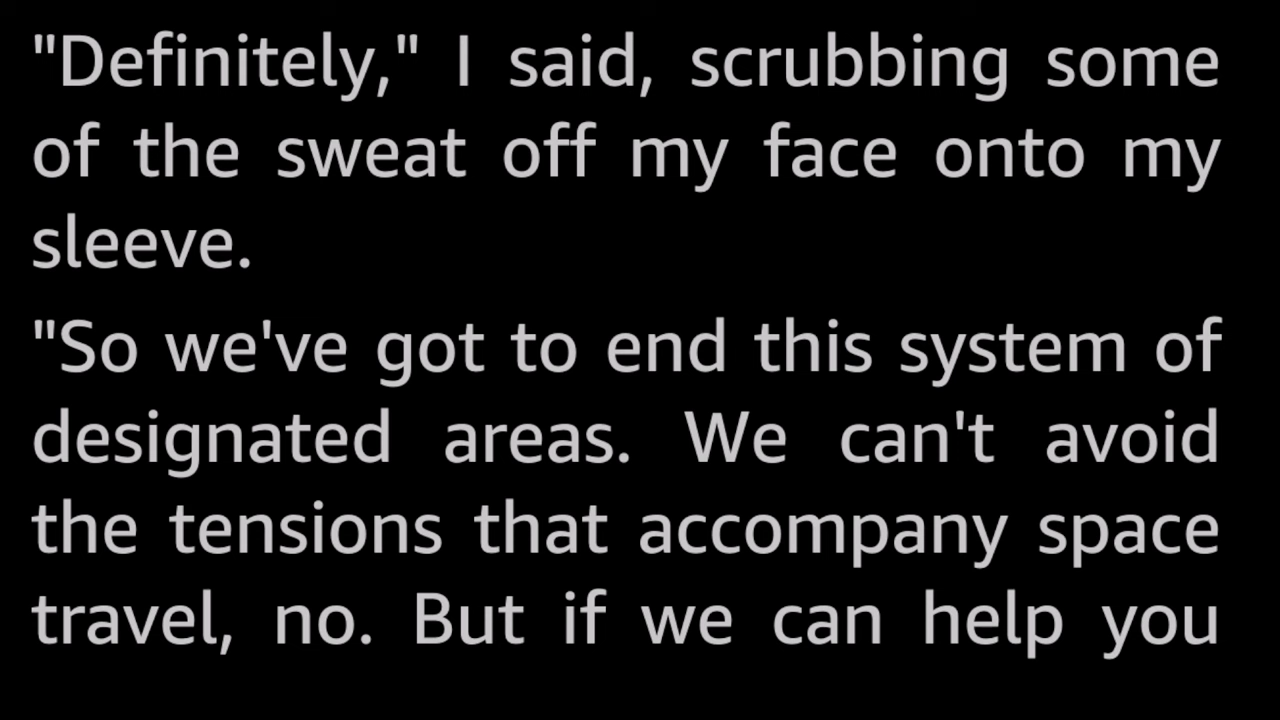 "Definitely," I said, scrubbing some
of the sweat off my face onto my
sleeve.
"So we've got to end this system of
designated areas. We can't avoid
the tensions that accompany space
travel, no. But if we can help you